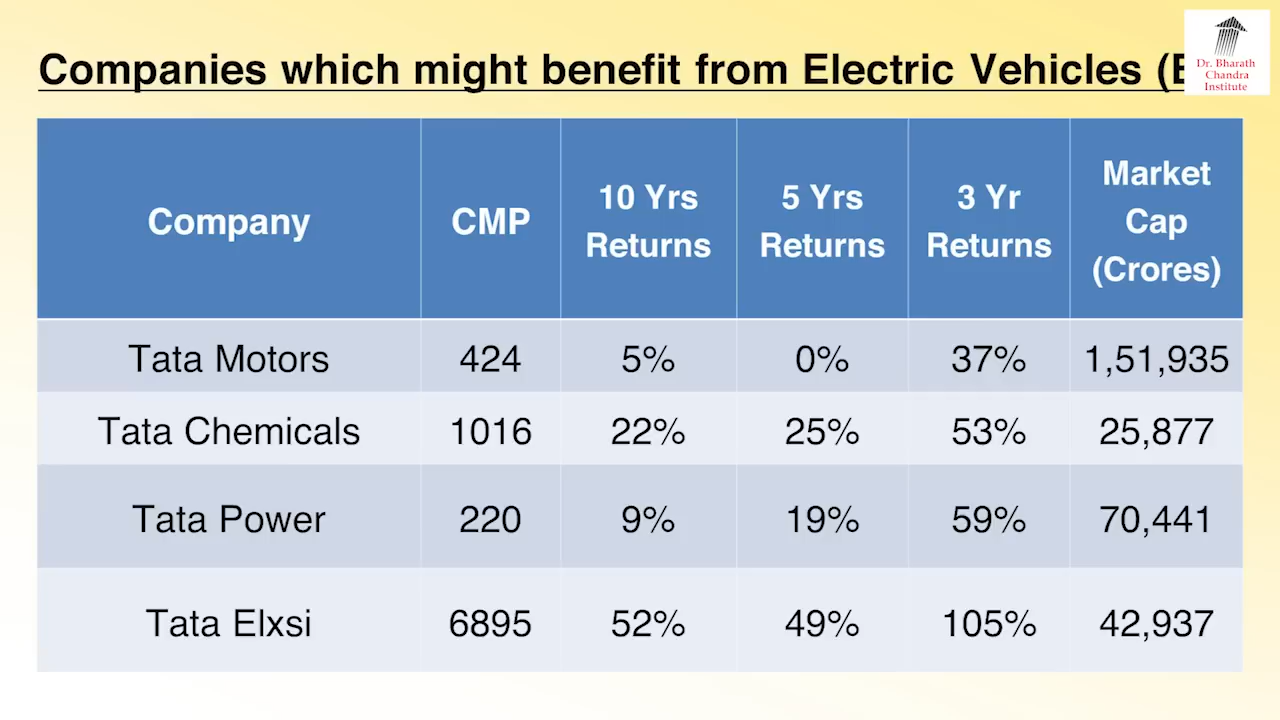 Companies which might benefit from Electric Vehicles (E
Dr. Bharath
Chandra
Institute
Company CMP 10 Yrs Returns 5 Yrs Returns 3 Yr Returns Market Cap (Crores)
Tata Motors 424 5% 0% 37% 1,51,935
Tata Chemicals 1016 22% 25% 53% 25,877
Tata Power 220 9% 19% 59% 70,441
Tata Elxsi 6895 52% 49% 105% 42,937